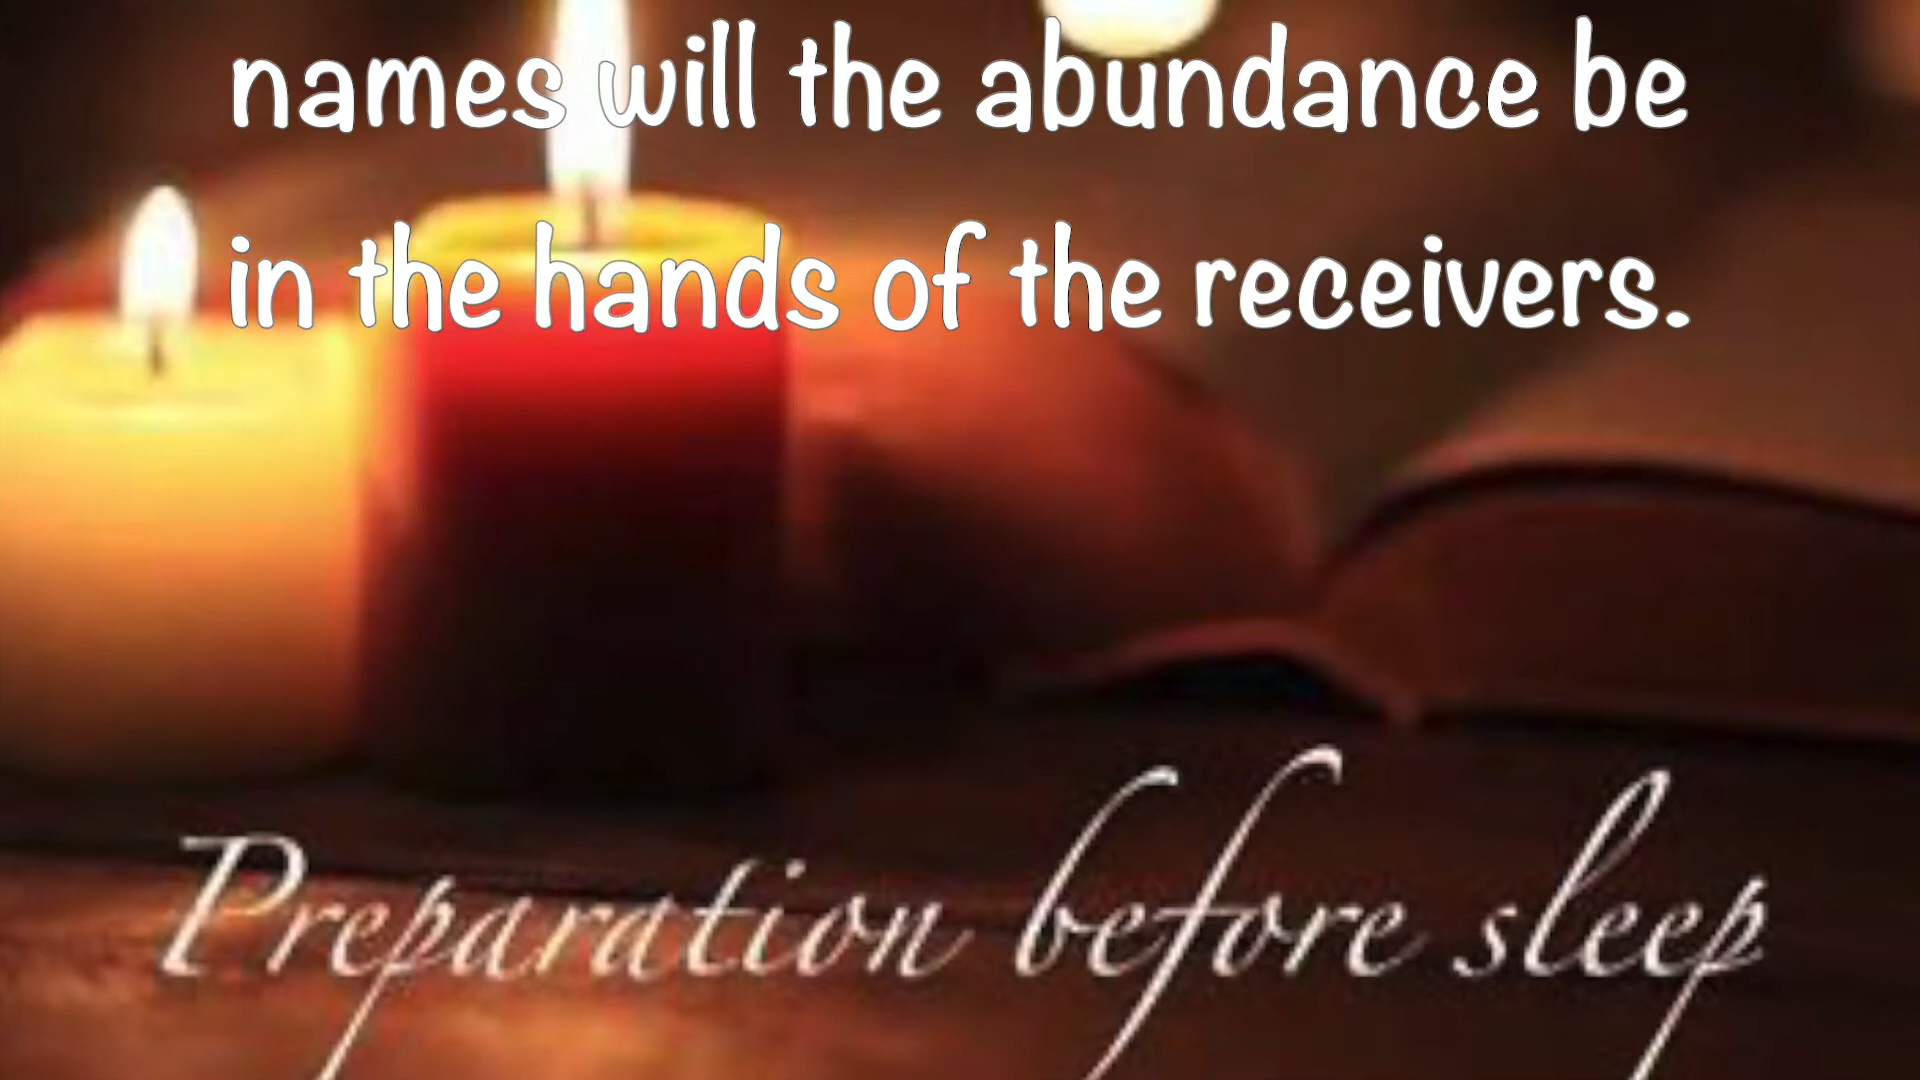 names will the abundance be
in the hands of the receivers.
Preparation before sleep